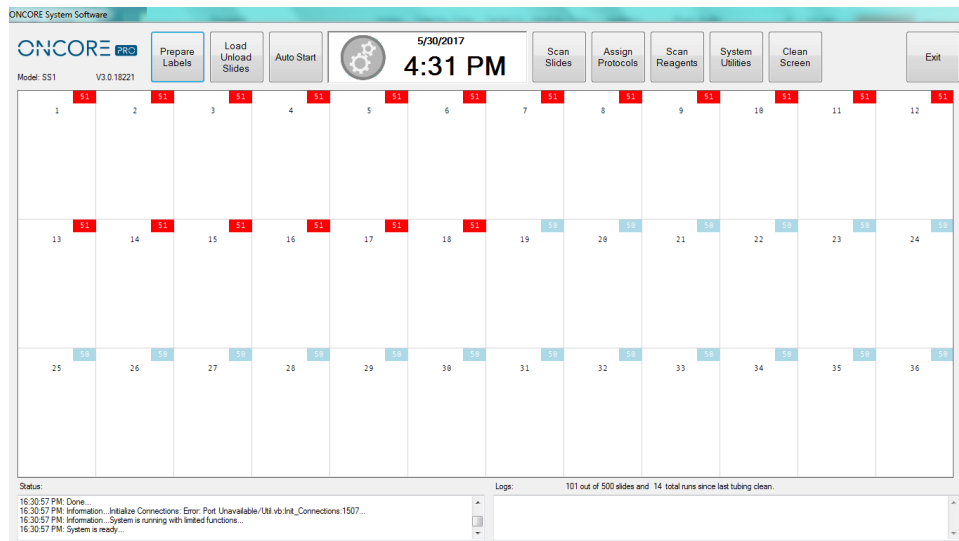 ONCORE System Software
ONCORE PRO
Model: SS1 V3.0.18221
Prepare
Labels
Load
Unload
Slides
Auto Start
5/30/2017
4:31 PM
Scan
Slides
Assign
Protocols
Scan
Reagents
System
Utilities
Clean
Screen
Exit
51 51 51 51 51 51 51 51 51 51 51 51
1 2 3 4 5 6 7 8 9 10 11 12
51 51 51 51 51 51 50 50 50 50 50 50
13 14 15 16 17 18 19 20 21 22 23 24
50 50 50 50 50 50 50 50 50 50 50 50
25 26 27 28 29 30 31 32 33 34 35 36
Status:
16:30:57 PM: Done...
16:30:57 PM: Information...Initialize Connections: Error: Port Unavailable/Util.vb:Init_Connections:1507...
16:30:57 PM: Information...System is running with limited functions...
16:30:57 PM: System is ready...
Logs: 101 out of 500 slides and 14 total runs since last tubing clean.